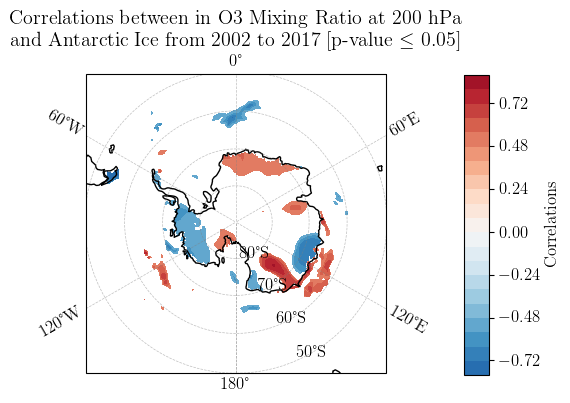 Correlations between in O3 Mixing Ratio at 200 hPa
and Antarctic Ice from 2002 to 2017 [p-value ≤ 0.05]
0°
60°W
60°E
0.72
0.48
0.24
0.00
−0.24
−0.48
−0.72
Correlations
80°S
70°S
60°S
50°S
120°W
120°E
180°